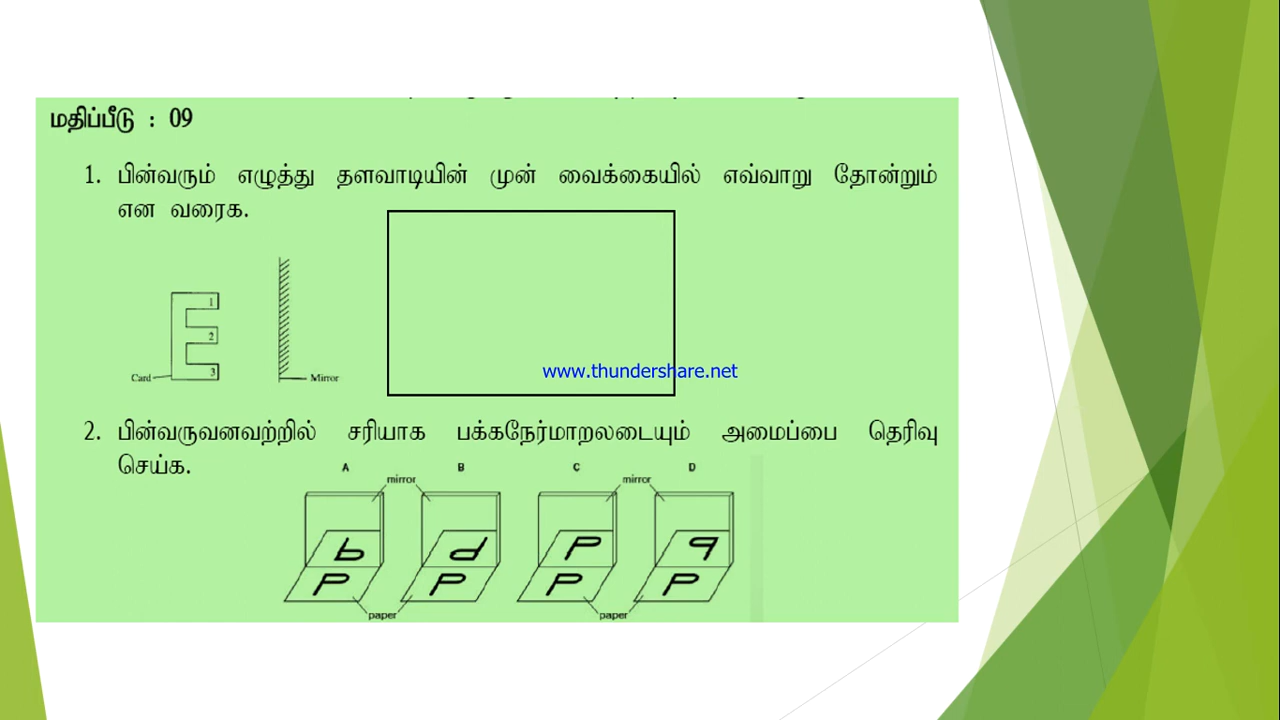 மதிப்பீடு : 09
1. பின்வரும் எழுத்து தளவாடியின் முன் வைக்கையில் எவ்வாறு தோன்றும்
என வரைக.
1
2
3
Card
Mirror
www.thundershare.net
2. பின்வருவனவற்றில் சரியாக பக்கநேர்மாறலடையும் அமைப்பை தெரிவு
செய்க.
A B C D
mirror mirror
b d P q
P P P P
paper paper